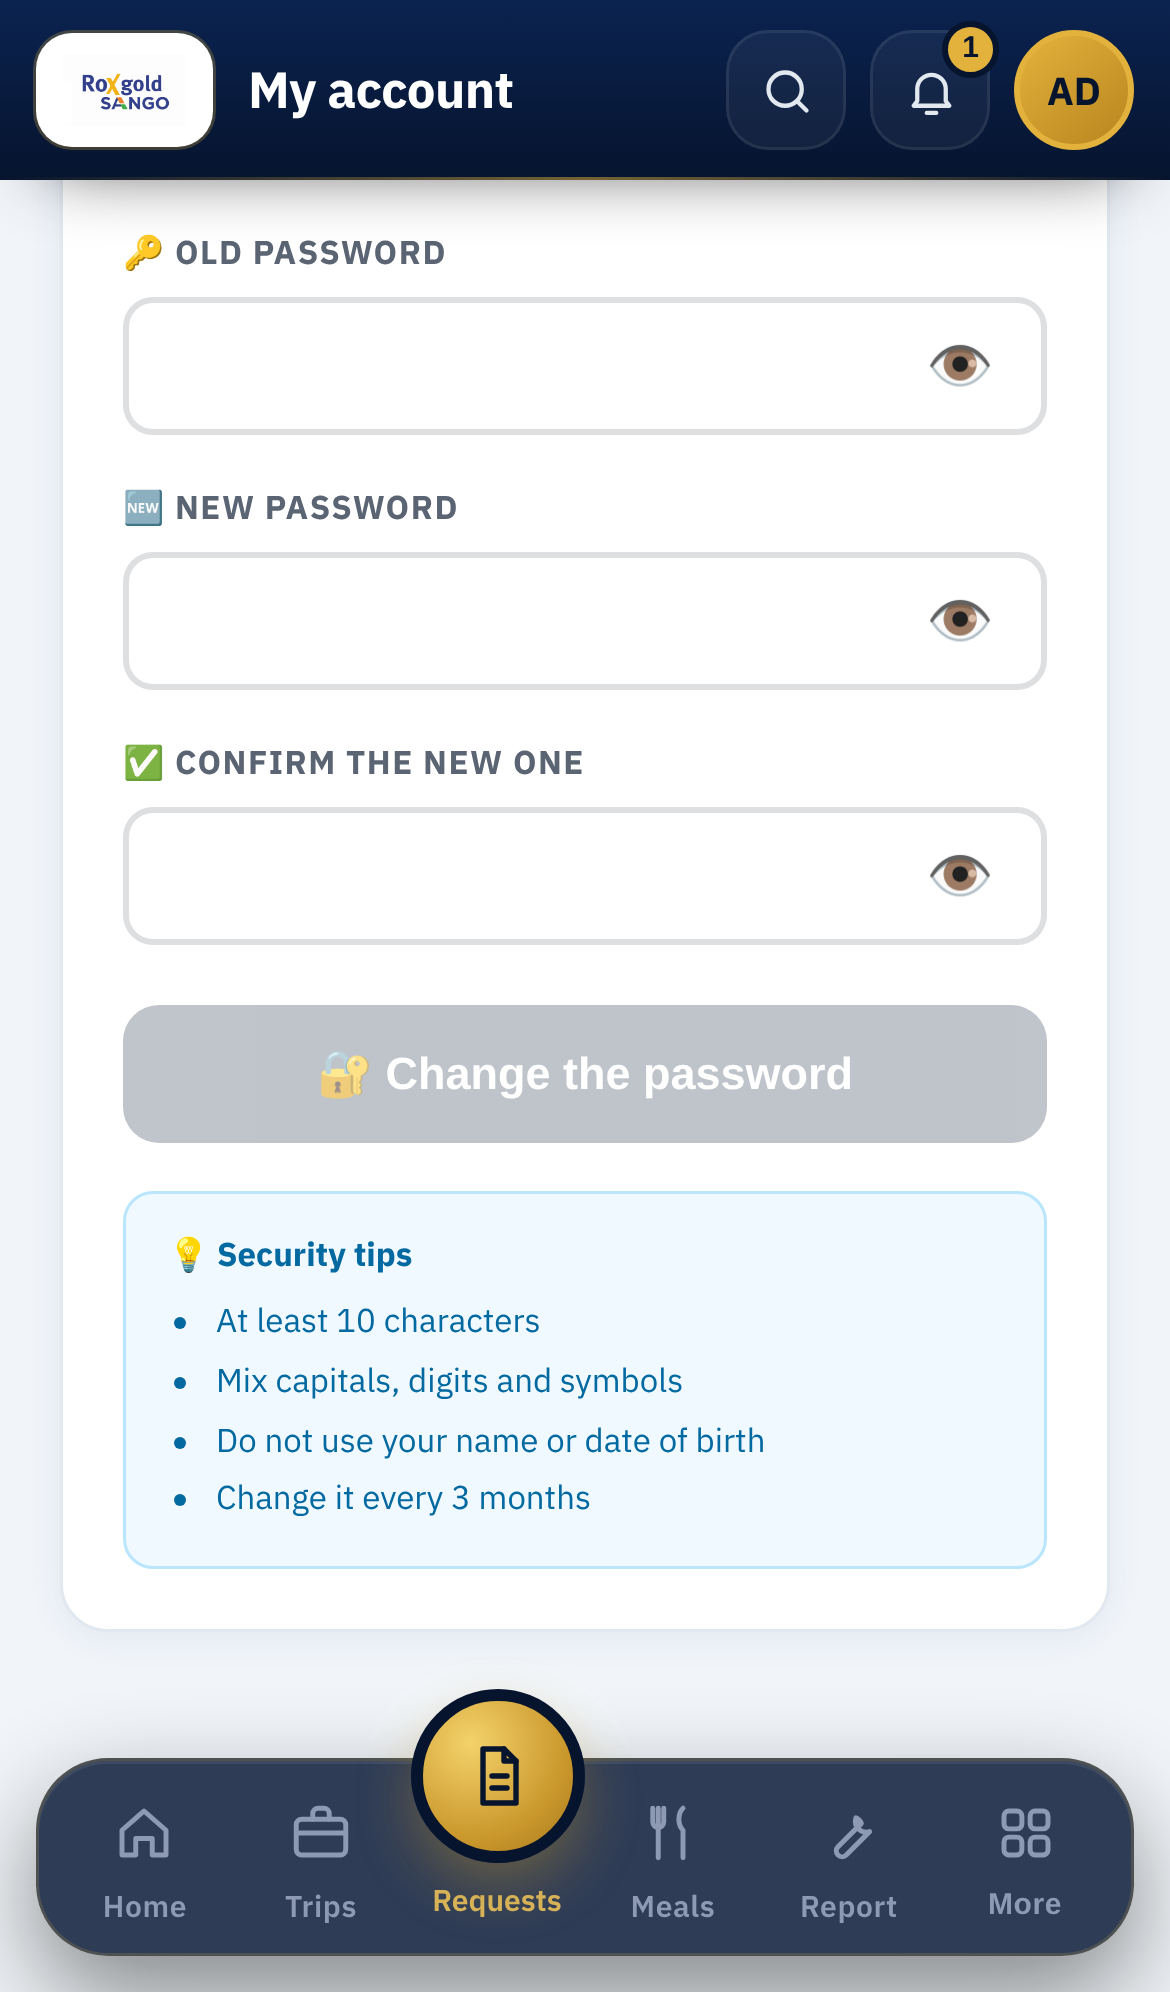 Roxgold
SANGO
My account
1
AD
OLD PASSWORD
NEW
NEW PASSWORD
CONFIRM THE NEW ONE
Change the password
Security tips
At least 10 characters
Mix capitals, digits and symbols
Do not use your name or date of birth
Change it every 3 months
Home
Trips
Requests
Meals
Report
More